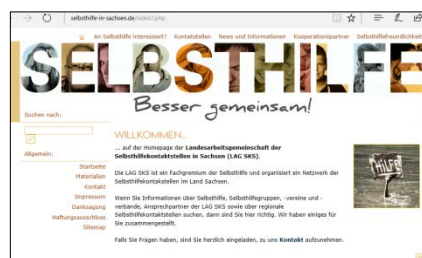 selbsthilfe-in-sachsen.de/index2.php
An Selbsthilfe interessiert? Kontaktstellen News und Informationen Kooperationspartner Selbsthilfefreundlichkeit
SELBSTHILFE
Besser gemeinsam!
Suchen nach:
Allgemein:
Startseite
Materialien
Kontakt
Impressum
Danksagung
Haftungsausschluss
Sitemap
WILLKOMMEN...
... auf der Homepage der Landesarbeitsgemeinschaft der
Selbsthilfekontaktstellen in Sachsen (LAG SKS).
Die LAG SKS ist ein Fachgremium der Selbsthilfe und organisiert ein Netzwerk der
Selbsthilfekontakstellen im Land Sachsen.
Wenn Sie Informationen über Selbsthilfe, Selbsthilfegruppen, -vereine und -
verbände, Ansprechpartner der LAG SKS sowie über regionale
Selbsthilfekontaktstellen suchen, dann sind Sie hier richtig. Wir haben einiges für
Sie zusammengestellt.
Falls Sie Fragen haben, sind Sie herzlich eingeladen, zu uns Kontakt aufzunehmen.
HILFE